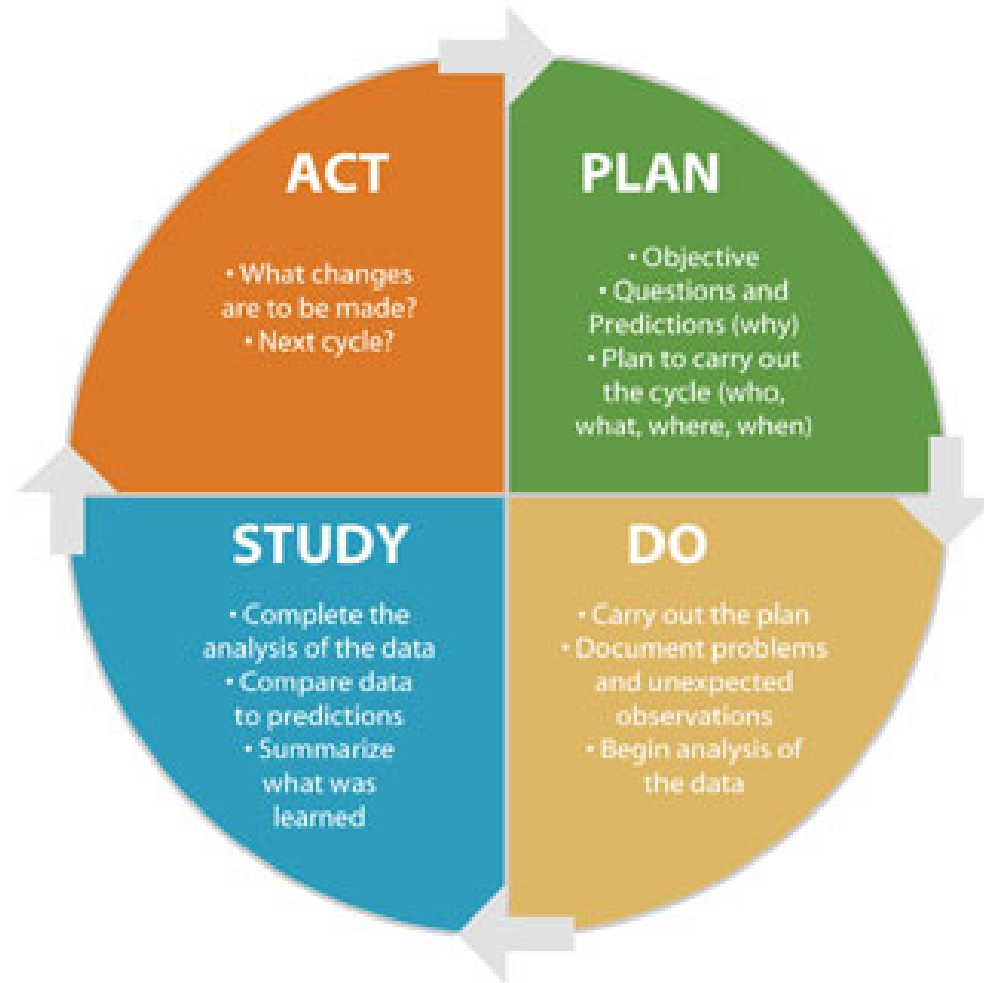 ACT
• What changes
are to be made?
• Next cycle?
PLAN
• Objective
• Questions and
Predictions (why)
• Plan to carry out
the cycle (who,
what, where, when)
STUDY
• Complete the
analysis of the data
• Compare data
to predictions
• Summarize
what was
learned
DO
• Carry out the plan
• Document problems
and unexpected
observations
• Begin analysis of
the data